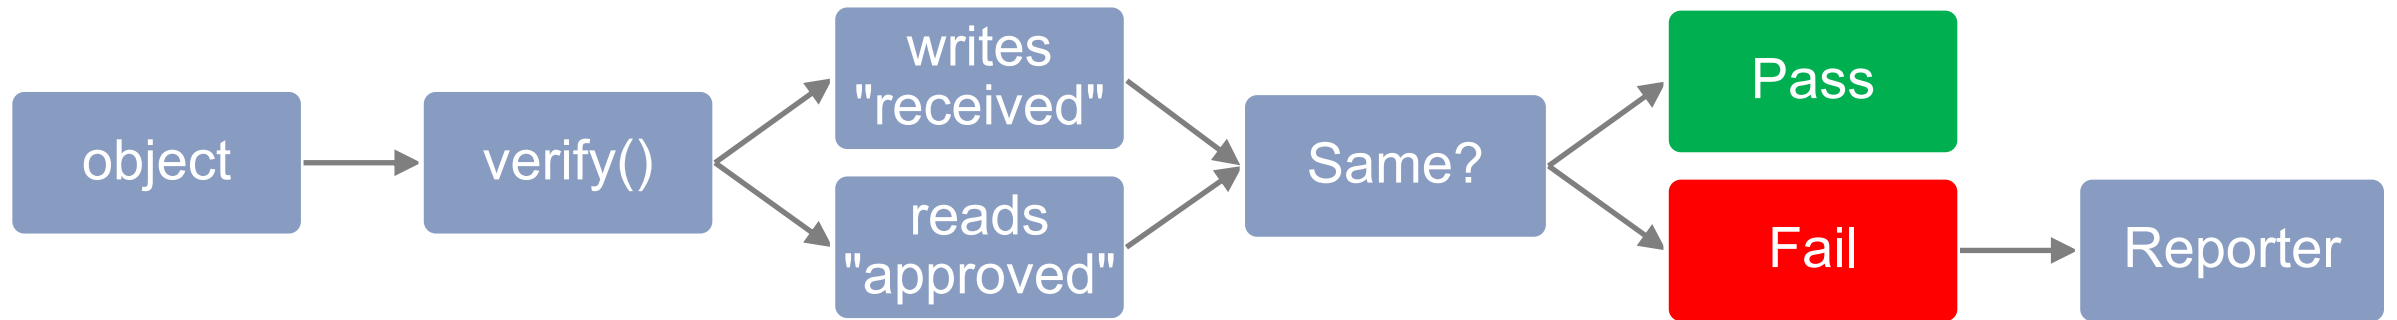 object
verify()
writes
"received"
reads
"approved"
Same?
Pass
Fail
Reporter